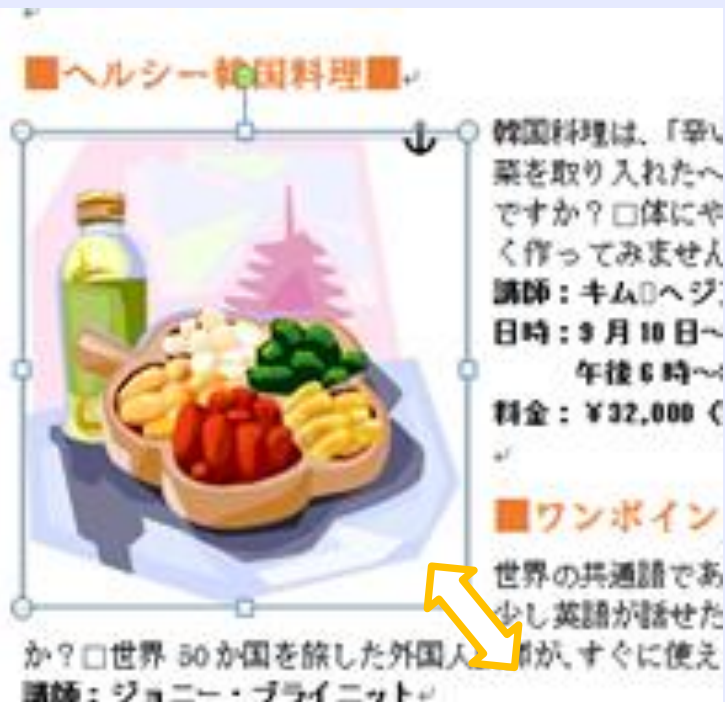 ■ヘルシー韓国料理■
韓国料理は、「辛い
菜を取り入れたヘ
ですか？□体にや
く作ってみません
講師：キム□ヘジ
日時：9月10日～
午後6時～
料金：¥32,000
■ワンポイン
世界の共通語であ
少し英語が話せた
か？□世界50か国を旅した外国人 師が、すぐに使え
講師：ジョニー・ブライニット